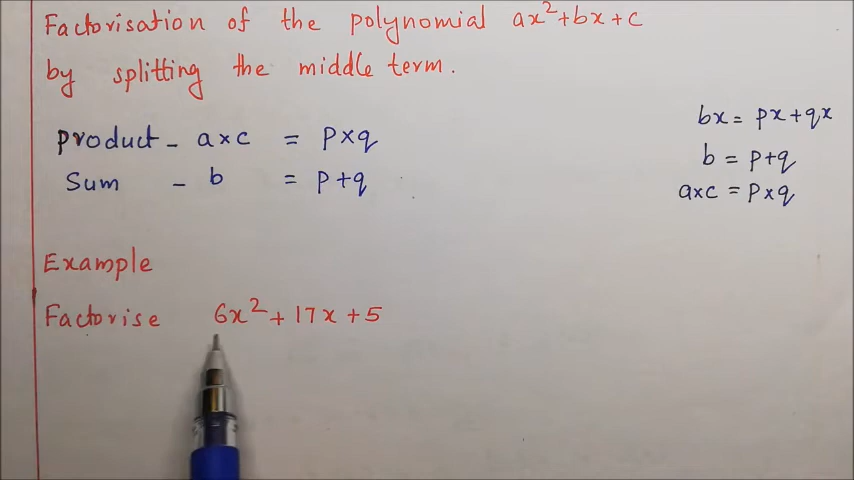 Factorisation of the polynomial ax²+bx+c
by splitting the middle term.
product - a×c = p×q
Sum - b = p+q
bx = px+qx
b = p+q
a×c = p×q
Example
Factorise 6x²+17x+5